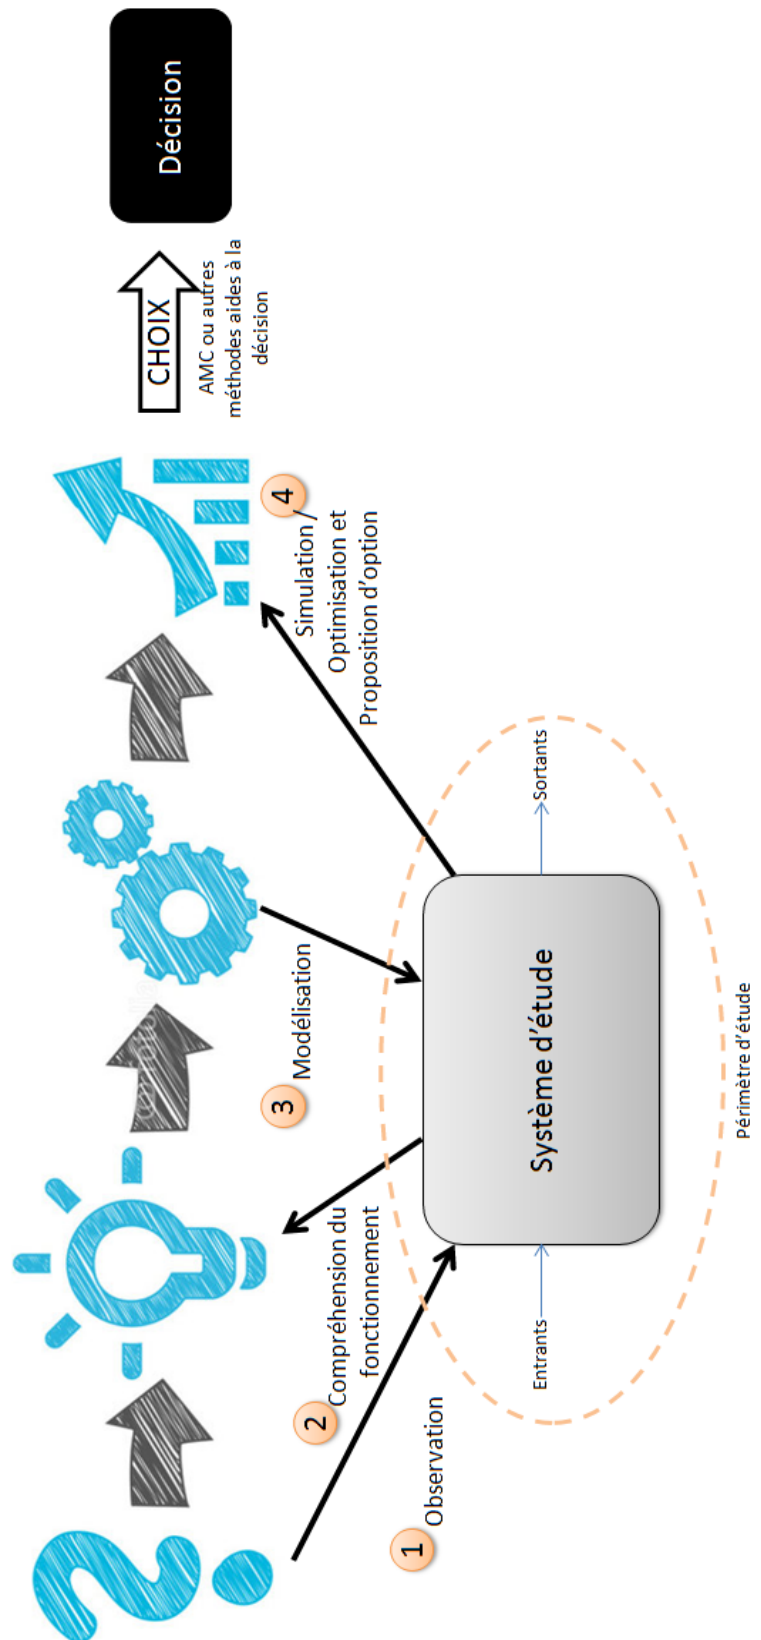 Décision
CHOIX
AMC ou autres
méthodes aides à la
décision
4
Simulation /
Optimisation et
Proposition d'option
3
Modélisation
2
Compréhension du
fonctionnement
1
Observation
Entrants
Système d'étude
Sortants
Périmètre d'étude